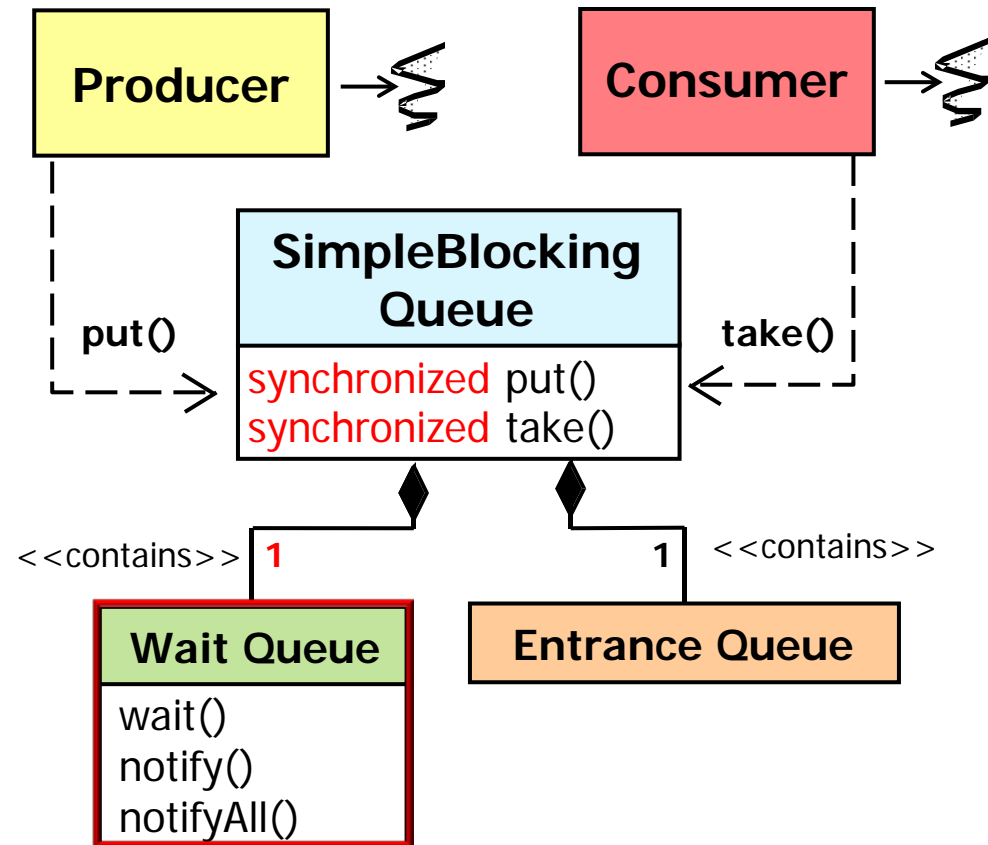 Producer
Consumer
SimpleBlocking
Queue
put()
take()
synchronized put()
synchronized take()
<<contains>> 1
1 <<contains>>
Wait Queue
Entrance Queue
wait()
notify()
notifyAll()